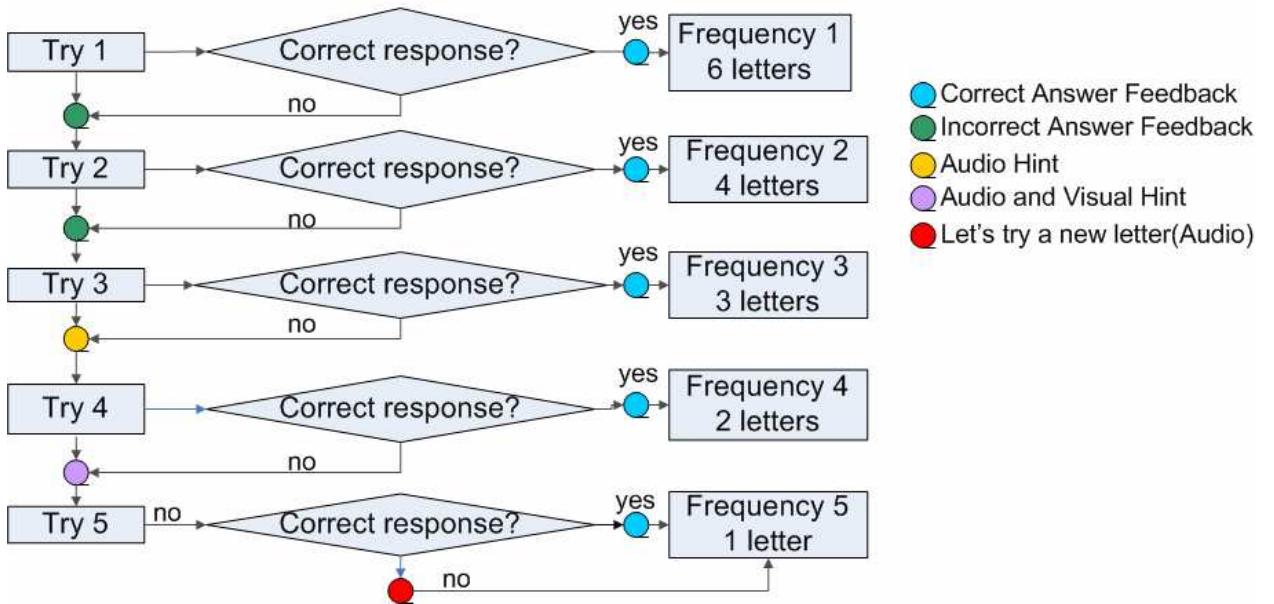 Try 1
Correct response?
yes
Frequency 1
6 letters
no
Try 2
Correct response?
yes
Frequency 2
4 letters
no
Try 3
Correct response?
yes
Frequency 3
3 letters
no
Try 4
Correct response?
yes
Frequency 4
2 letters
no
Try 5
no
Correct response?
yes
Frequency 5
1 letter
no
Correct Answer Feedback
Incorrect Answer Feedback
Audio Hint
Audio and Visual Hint
Let's try a new letter(Audio)